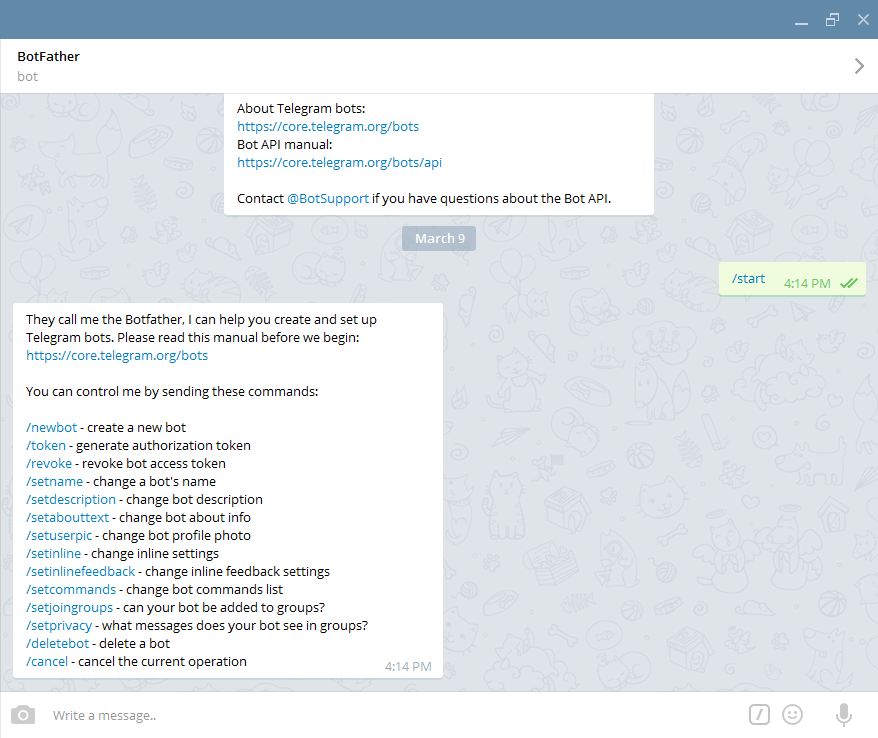 BotFather
bot
About Telegram bots:
https://core.telegram.org/bots
Bot API manual:
https://core.telegram.org/bots/api
Contact @BotSupport if you have questions about the Bot API.
March 9
/start 4:14 PM
They call me the Botfather, I can help you create and set up
Telegram bots. Please read this manual before we begin:
https://core.telegram.org/bots
You can control me by sending these commands:
/newbot - create a new bot
/token - generate authorization token
/revoke - revoke bot access token
/setname - change a bot's name
/setdescription - change bot description
/setabouttext - change bot about info
/setuserpic - change bot profile photo
/setinline - change inline settings
/setinlinefeedback - change inline feedback settings
/setcommands - change bot commands list
/setjoingroups - can your bot be added to groups?
/setprivacy - what messages does your bot see in groups?
/deletebot - delete a bot
/cancel - cancel the current operation
4:14 PM
Write a message..
/